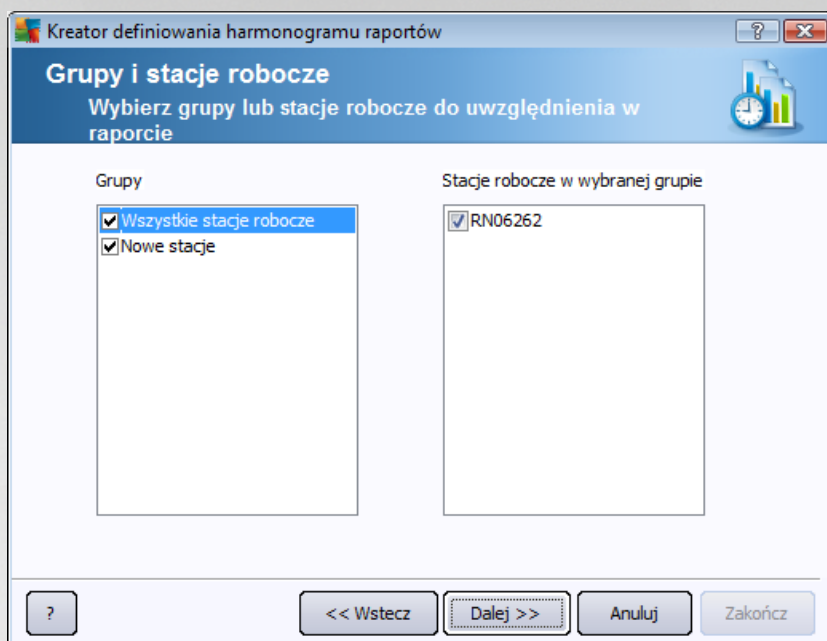 Kreator definiowania harmonogramu raportów
?
Grupy i stacje robocze
Wybierz grupy lub stacje robocze do uwzględnienia w
raporcie
Grupy
Wszystkie stacje robocze
Nowe stacje
Stacje robocze w wybranej grupie
RN06262
?
<< Wstecz
Dalej >>
Anuluj
Zakończ